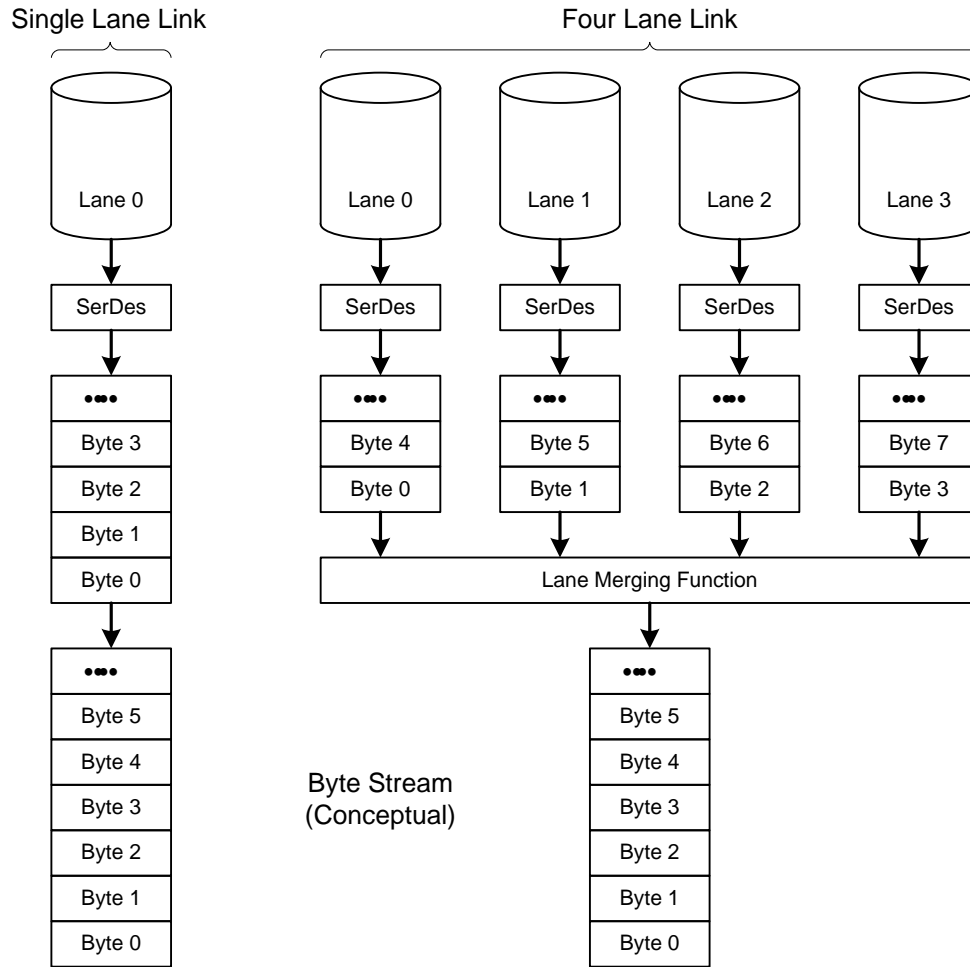 Single Lane Link
Four Lane Link
Lane 0
Lane 0
Lane 1
Lane 2
Lane 3
SerDes
SerDes
SerDes
SerDes
SerDes
••••
••••
••••
••••
••••
Byte 3
Byte 4
Byte 5
Byte 6
Byte 7
Byte 2
Byte 0
Byte 1
Byte 2
Byte 3
Byte 1
Byte 0
Lane Merging Function
••••
••••
Byte 5
Byte 5
Byte 4
Byte 4
Byte Stream
(Conceptual)
Byte 3
Byte 3
Byte 2
Byte 2
Byte 1
Byte 1
Byte 0
Byte 0